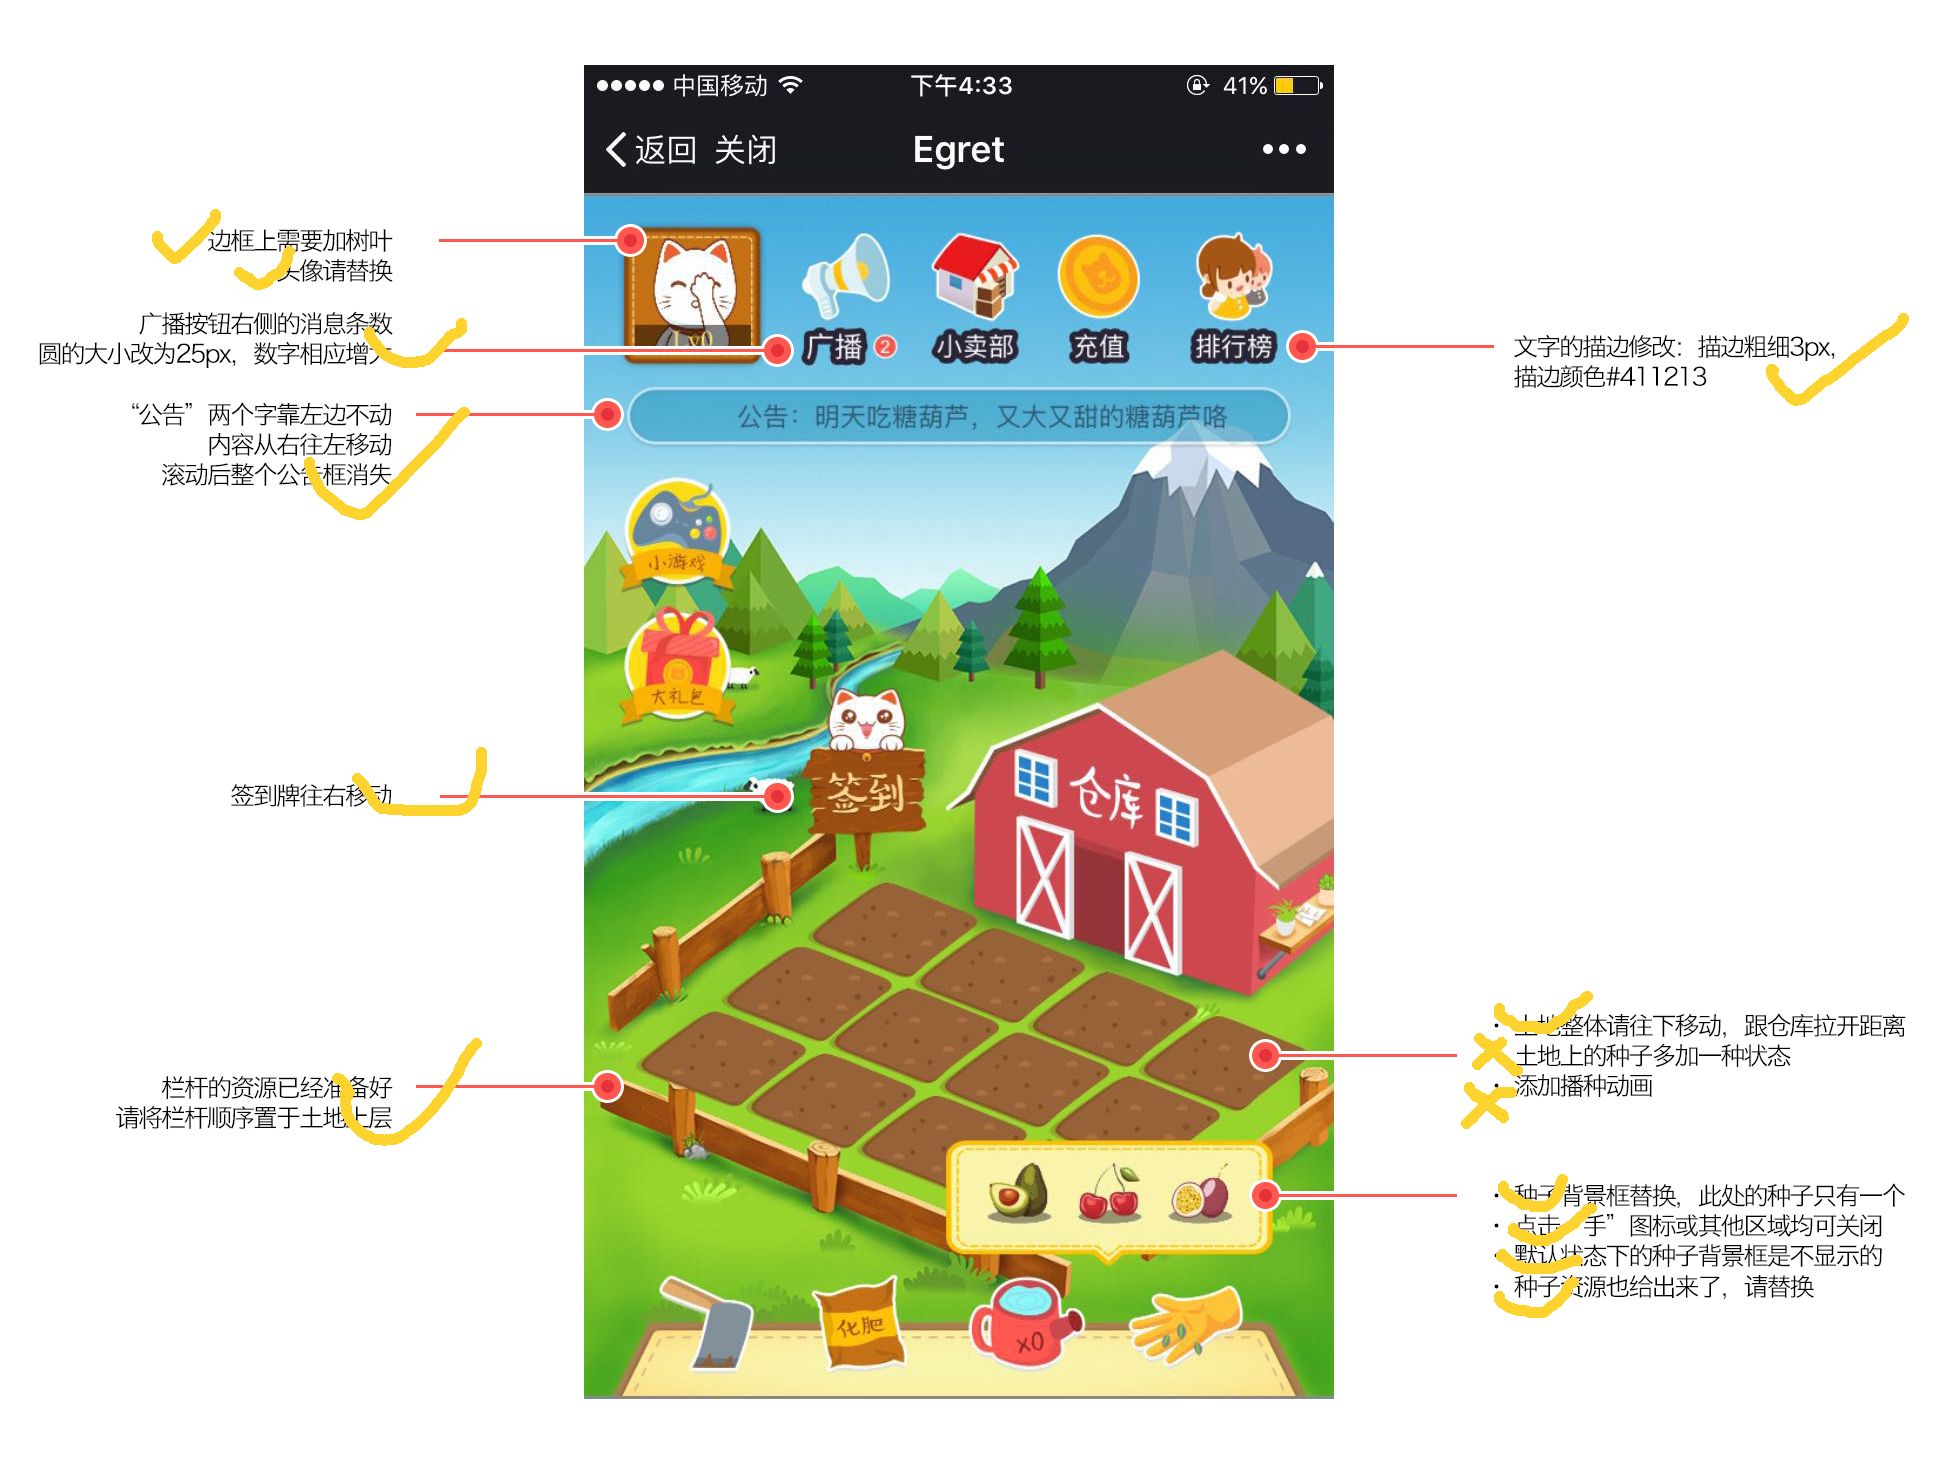 中国移动 下午4:33 41%
返回 关闭 Egret
边框上需要加树叶
头像请替换
广播按钮右侧的消息条数
圆的大小改为25px，数字相应增大
“公告”两个字靠左边不动
内容从右往左移动
滚动后整个公告框消失
签到牌往右移动
栏杆的资源已经准备好
请将栏杆顺序置于土地上层
Lv0
广播 2 小卖部 充值 排行榜
公告：明天吃糖葫芦，又大又甜的糖葫芦咯
小游戏
大礼包
签到
仓库
化肥
x0
文字的描边修改：描边粗细3px，
描边颜色#411213
· 土地整体请往下移动，跟仓库拉开距离
· 土地上的种子多加一种状态
· 添加播种动画
· 种子背景框替换，此处的种子只有一个
· 点击“手”图标或其他区域均可关闭
· 默认状态下的种子背景框是不显示的
· 种子资源也给出来了，请替换